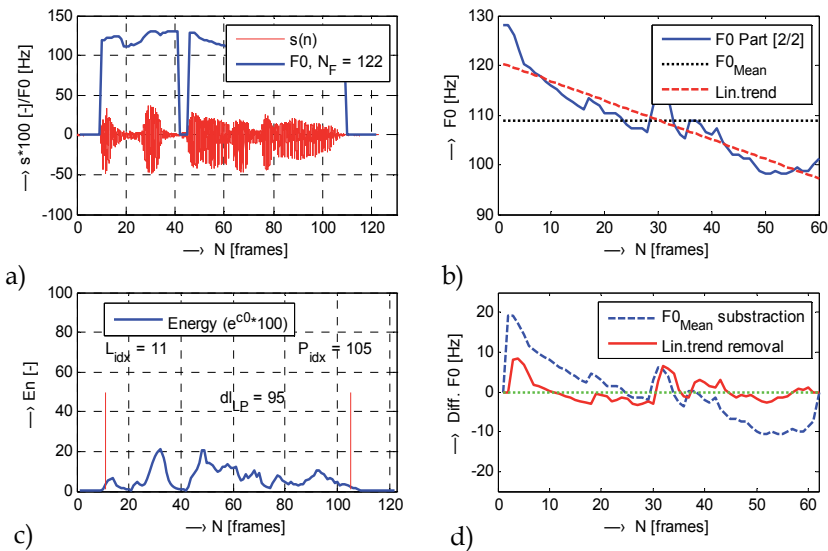 150
100
50
0
-50
-100
0 20 40 60 80 100 120
s*100 [-]/F0 [Hz]
N [frames]
s(n)
F0, N_F = 122
a)
130
120
110
100
90
0 10 20 30 40 50 60
F0 [Hz]
N [frames]
F0 Part [2/2]
F0_Mean
Lin.trend
b)
100
80
60
40
20
0
0 20 40 60 80 100 120
En [-]
N [frames]
Energy (e^c0*100)
L_idx = 11
P_idx = 105
dl_LP = 95
c)
20
10
0
-10
-20
0 10 20 30 40 50 60
Diff. F0 [Hz]
N [frames]
F0_Mean substraction
Lin.trend removal
d)